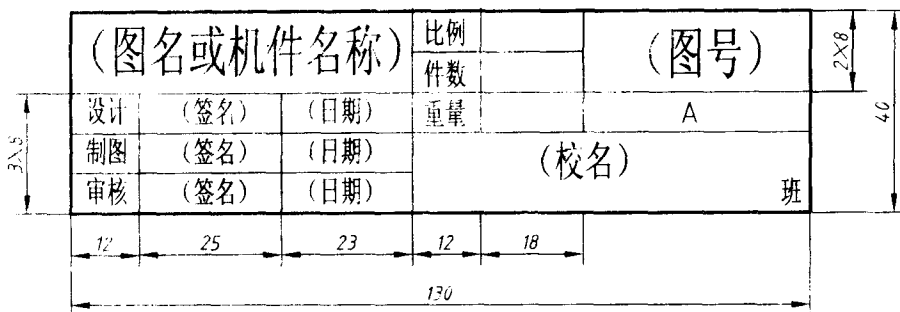 (图名或机件名称) 比例 (图号)
件数
设计 (签名) (日期) 重量 A
制图 (签名) (日期) (校名)
审核 (签名) (日期) 班
3×8
2×8
40
12 25 23 12 18
130